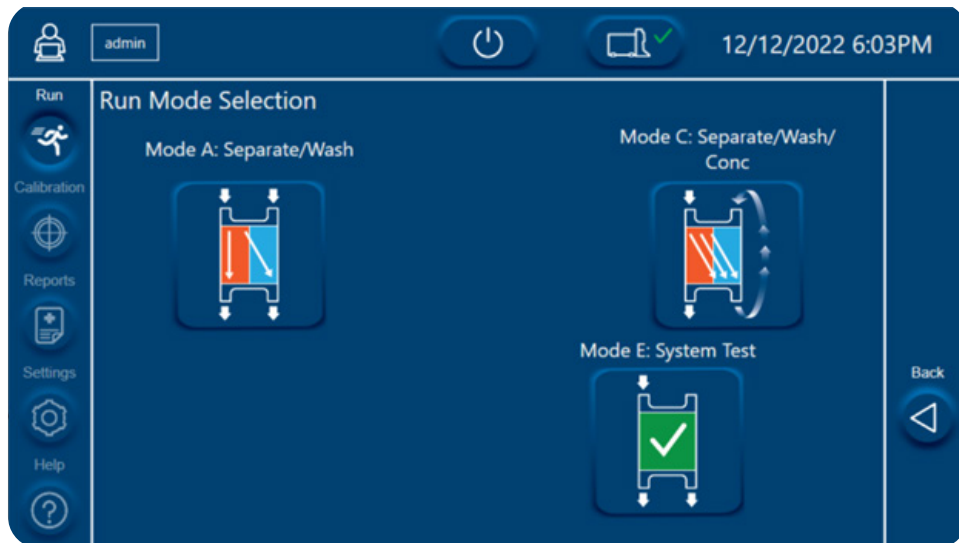 admin
12/12/2022 6:03PM
Run
Calibration
Reports
Settings
Help
Run Mode Selection
Mode A: Separate/Wash
Mode C: Separate/Wash/
Conc
Mode E: System Test
Back